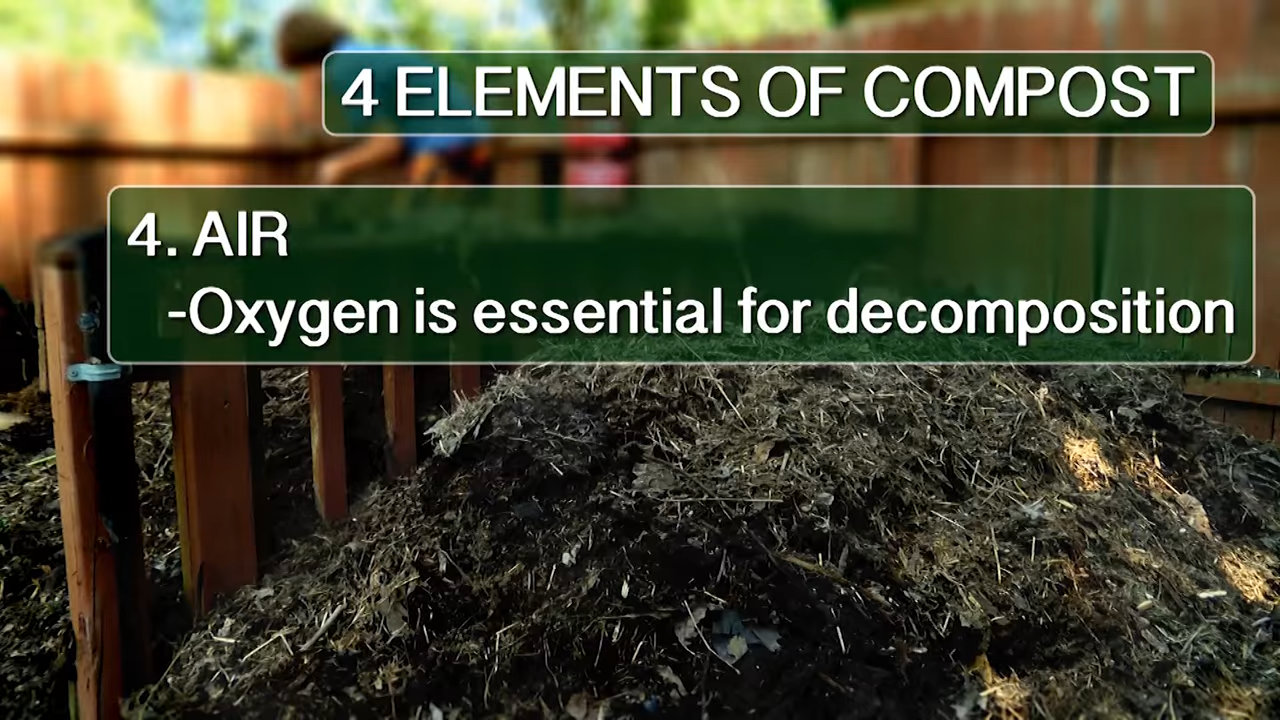 4 ELEMENTS OF COMPOST
4. AIR
-Oxygen is essential for decomposition